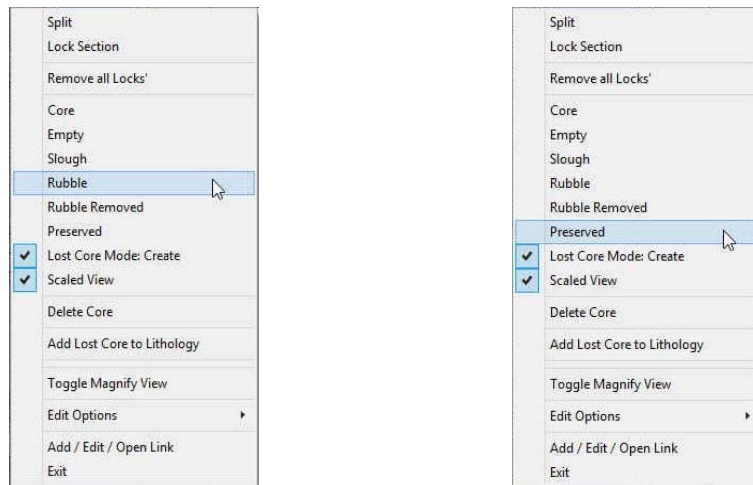 Split
Lock Section
Remove all Locks'
Core
Empty
Slough
Rubble
Rubble Removed
Preserved
Lost Core Mode: Create
Scaled View
Delete Core
Add Lost Core to Lithology
Toggle Magnify View
Edit Options
Add / Edit / Open Link
Exit
Split
Lock Section
Remove all Locks'
Core
Empty
Slough
Rubble
Rubble Removed
Preserved
Lost Core Mode: Create
Scaled View
Delete Core
Add Lost Core to Lithology
Toggle Magnify View
Edit Options
Add / Edit / Open Link
Exit